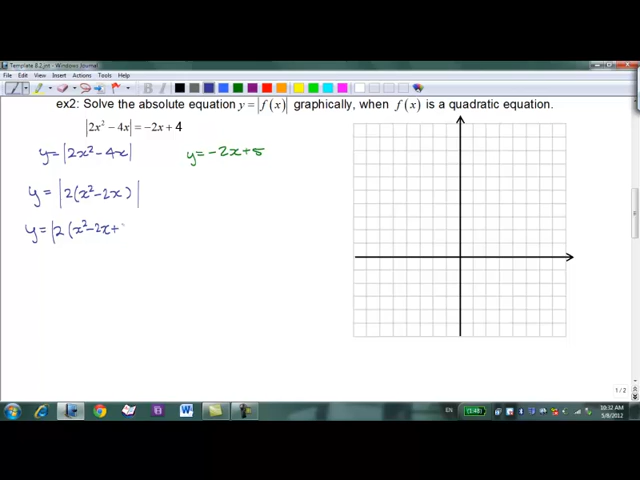 Template 8.2 - Windows Journal
File Edit View Insert Actions Tools Help
ex2: Solve the absolute equation y = |f(x)| graphically, when f(x) is a quadratic equation.
|2x² − 4x| = −2x + 4
y = |2x² − 4x|
y = −2x + 5
y = |2(x² − 2x)|
y = |2(x² − 2x +
1 / 2
EN
(1:48)
10:32 AM
5/8/2012